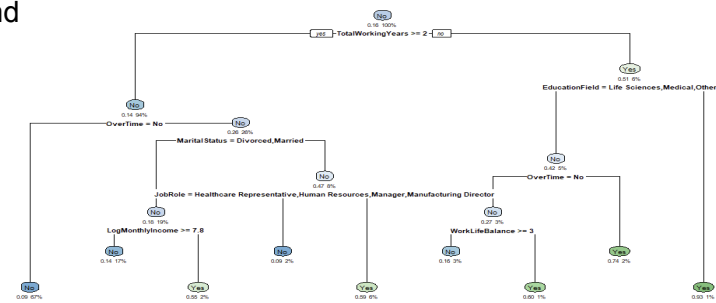 nd
No
0.16 100%
yes TotalWorkingYears >= 2 no
Yes
0.51 6%
EducationField = Life Sciences,Medical,Other
No
0.14 94%
OverTime = No
No
0.26 26%
MaritalStatus = Divorced,Married
No
0.42 5%
OverTime = No
No
0.47 8%
JobRole = Healthcare Representative,Human Resources,Manager,Manufacturing Director
No
0.16 19%
LogMonthlyIncome >= 7.8
No
0.27 3%
WorkLifeBalance >= 3
No
0.14 17%
No
0.09 2%
No
0.16 3%
Yes
0.74 2%
No
0.09 67%
Yes
0.55 2%
Yes
0.59 6%
Yes
0.60 1%
Yes
0.93 1%